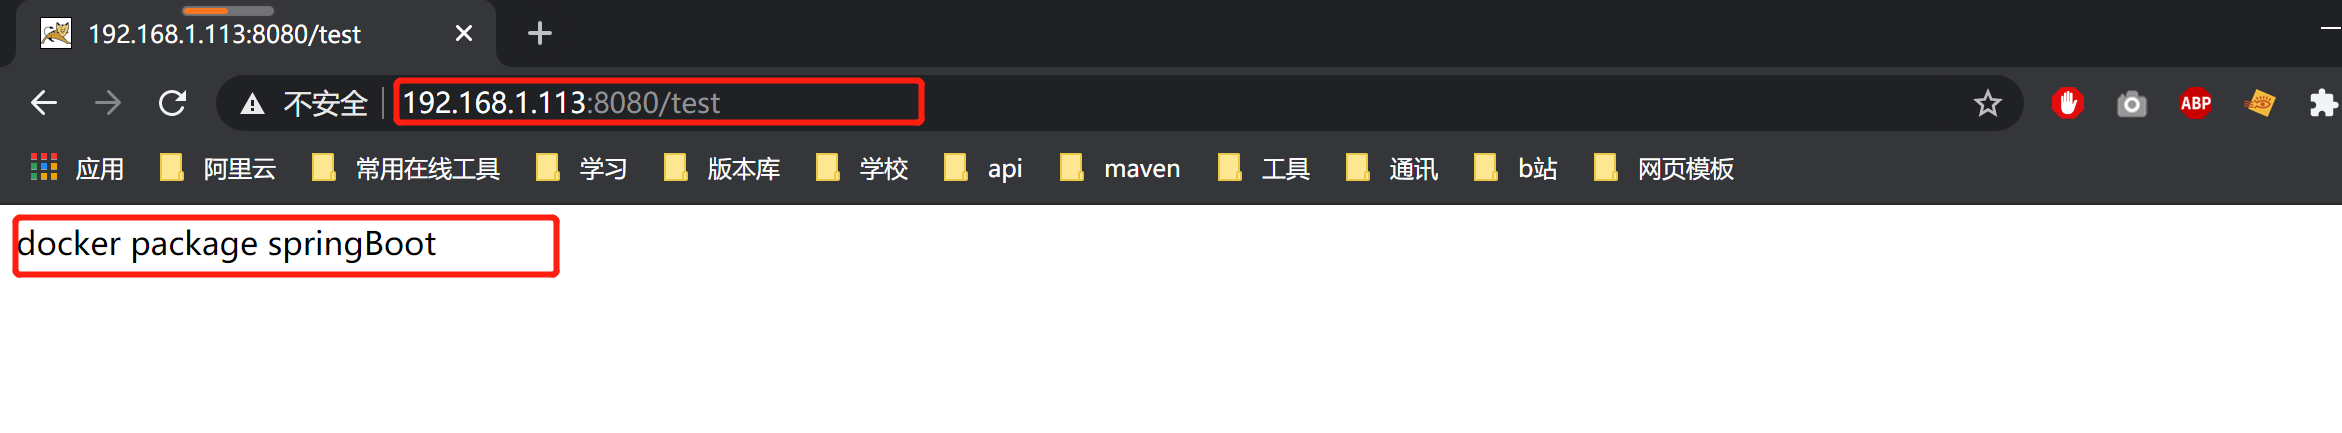 192.168.1.113:8080/test
不安全 192.168.1.113:8080/test
ABP
应用 阿里云 常用在线工具 学习 版本库 学校 api maven 工具 通讯 b站 网页模板
docker package springBoot